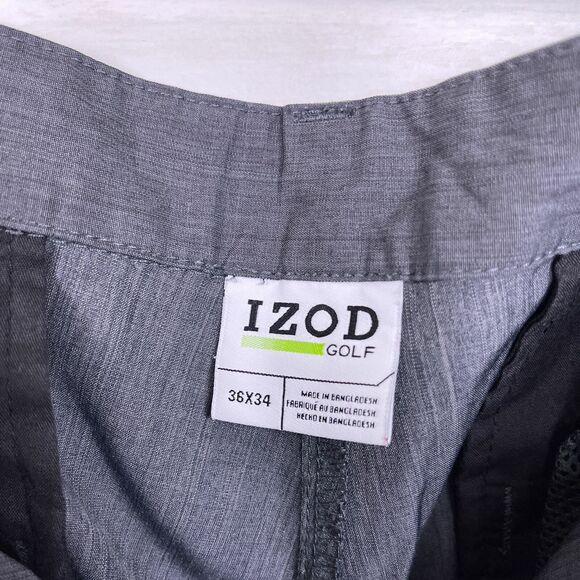 IZOD
GOLF
36X34
MADE IN BANGLADESH
FABRIQUÉ AU BANGLADESH
HECHO EN BANGLADESH